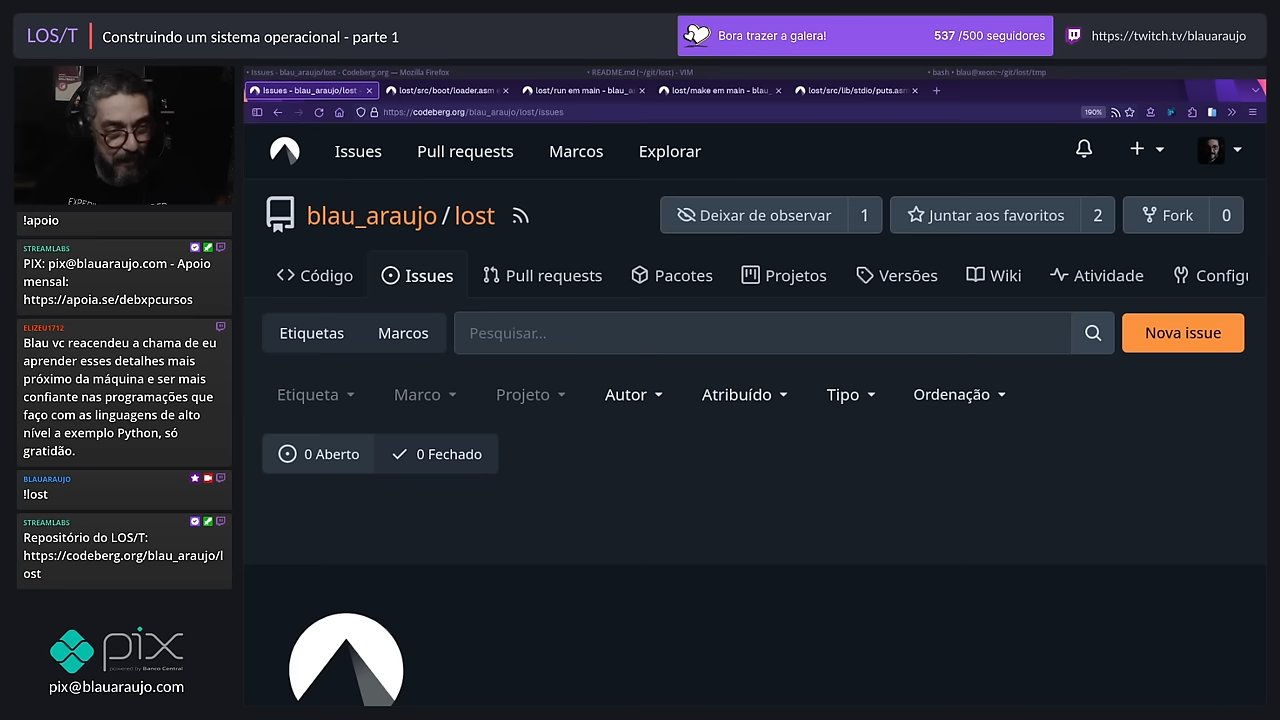 LOS/T
Construindo um sistema operacional - parte 1
Bora trazer a galera!
537 /500 seguidores
https://twitch.tv/blauaraujo
Issues - blau_araujo/lost - Codeberg.org — Mozilla Firefox
README.md (~/git/lost) - VIM
bash • blau@xeon:~/git/lost/tmp
Issues - blau_araujo/lost
lost/src/boot/loader.asm e
lost/run em main - blau_a
lost/make em main - blau_
lost/src/lib/stdio/puts.asm
https://codeberg.org/blau_araujo/lost/issues
190%
Issues
Pull requests
Marcos
Explorar
blau_araujo/lost
Deixar de observar
1
Juntar aos favoritos
2
Fork
0
Código
Issues
Pull requests
Pacotes
Projetos
Versões
Wiki
Atividade
Configu
Etiquetas
Marcos
Pesquisar...
Nova issue
Etiqueta
Marco
Projeto
Autor
Atribuído
Tipo
Ordenação
0 Aberto
0 Fechado
!apoio
STREAMLABS
PIX: pix@blauaraujo.com - Apoio
mensal:
https://apoia.se/debxpcursos
ELIZEU1712
Blau vc reacendeu a chama de eu
aprender esses detalhes mais
próximo da máquina e ser mais
confiante nas programações que
faço com as linguagens de alto
nível a exemplo Python, só
gratidão.
BLAUARAUJO
!lost
STREAMLABS
Repositório do LOS/T:
https://codeberg.org/blau_araujo/l
ost
pix
powered by Banco Central
pix@blauaraujo.com